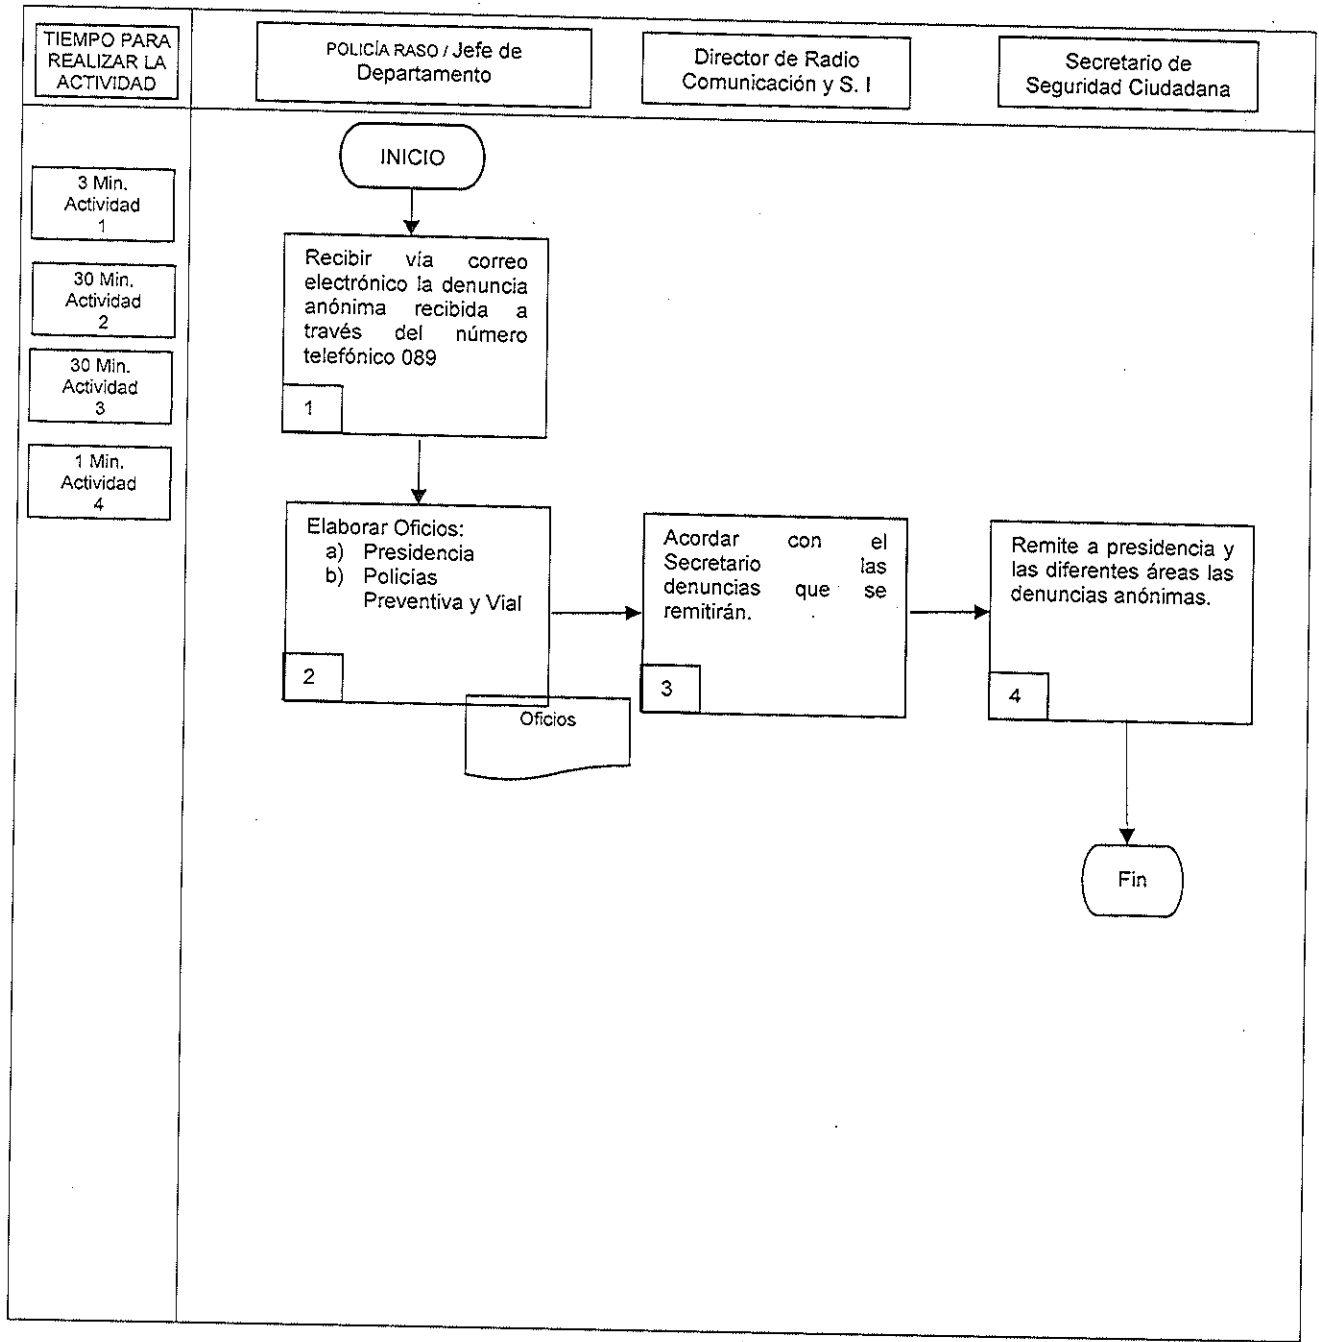 TIEMPO PARA
REALIZAR LA
ACTIVIDAD
POLICÍA RASO / Jefe de
Departamento
Director de Radio
Comunicación y S. I
Secretario de
Seguridad Ciudadana
INICIO
3 Min.
Actividad
1
30 Min.
Actividad
2
30 Min.
Actividad
3
1 Min.
Actividad
4
Recibir vía correo
electrónico la denuncia
anónima recibida a
través del número
telefónico 089
1
Elaborar Oficios:
a) Presidencia
b) Policias
Preventiva y Vial
2
Oficios
Acordar con el
Secretario las
denuncias que se
remitirán.
3
Remite a presidencia y
las diferentes áreas las
denuncias anónimas.
4
Fin